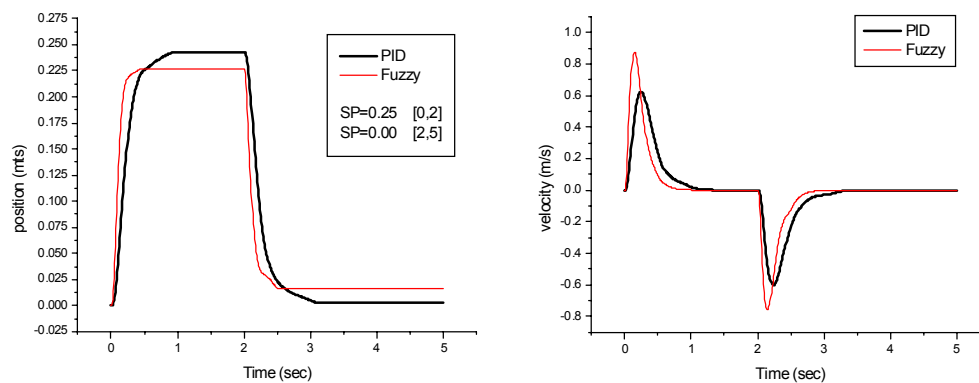 position (mts)
0.275
0.250
0.225
0.200
0.175
0.150
0.125
0.100
0.075
0.050
0.025
0.000
-0.025
0 1 2 3 4 5
Time (sec)
PID
Fuzzy
SP=0.25 [0,2]
SP=0.00 [2,5]
velocity (m/s)
1.0
0.8
0.6
0.4
0.2
0.0
-0.2
-0.4
-0.6
-0.8
0 1 2 3 4 5
Time (sec)
PID
Fuzzy